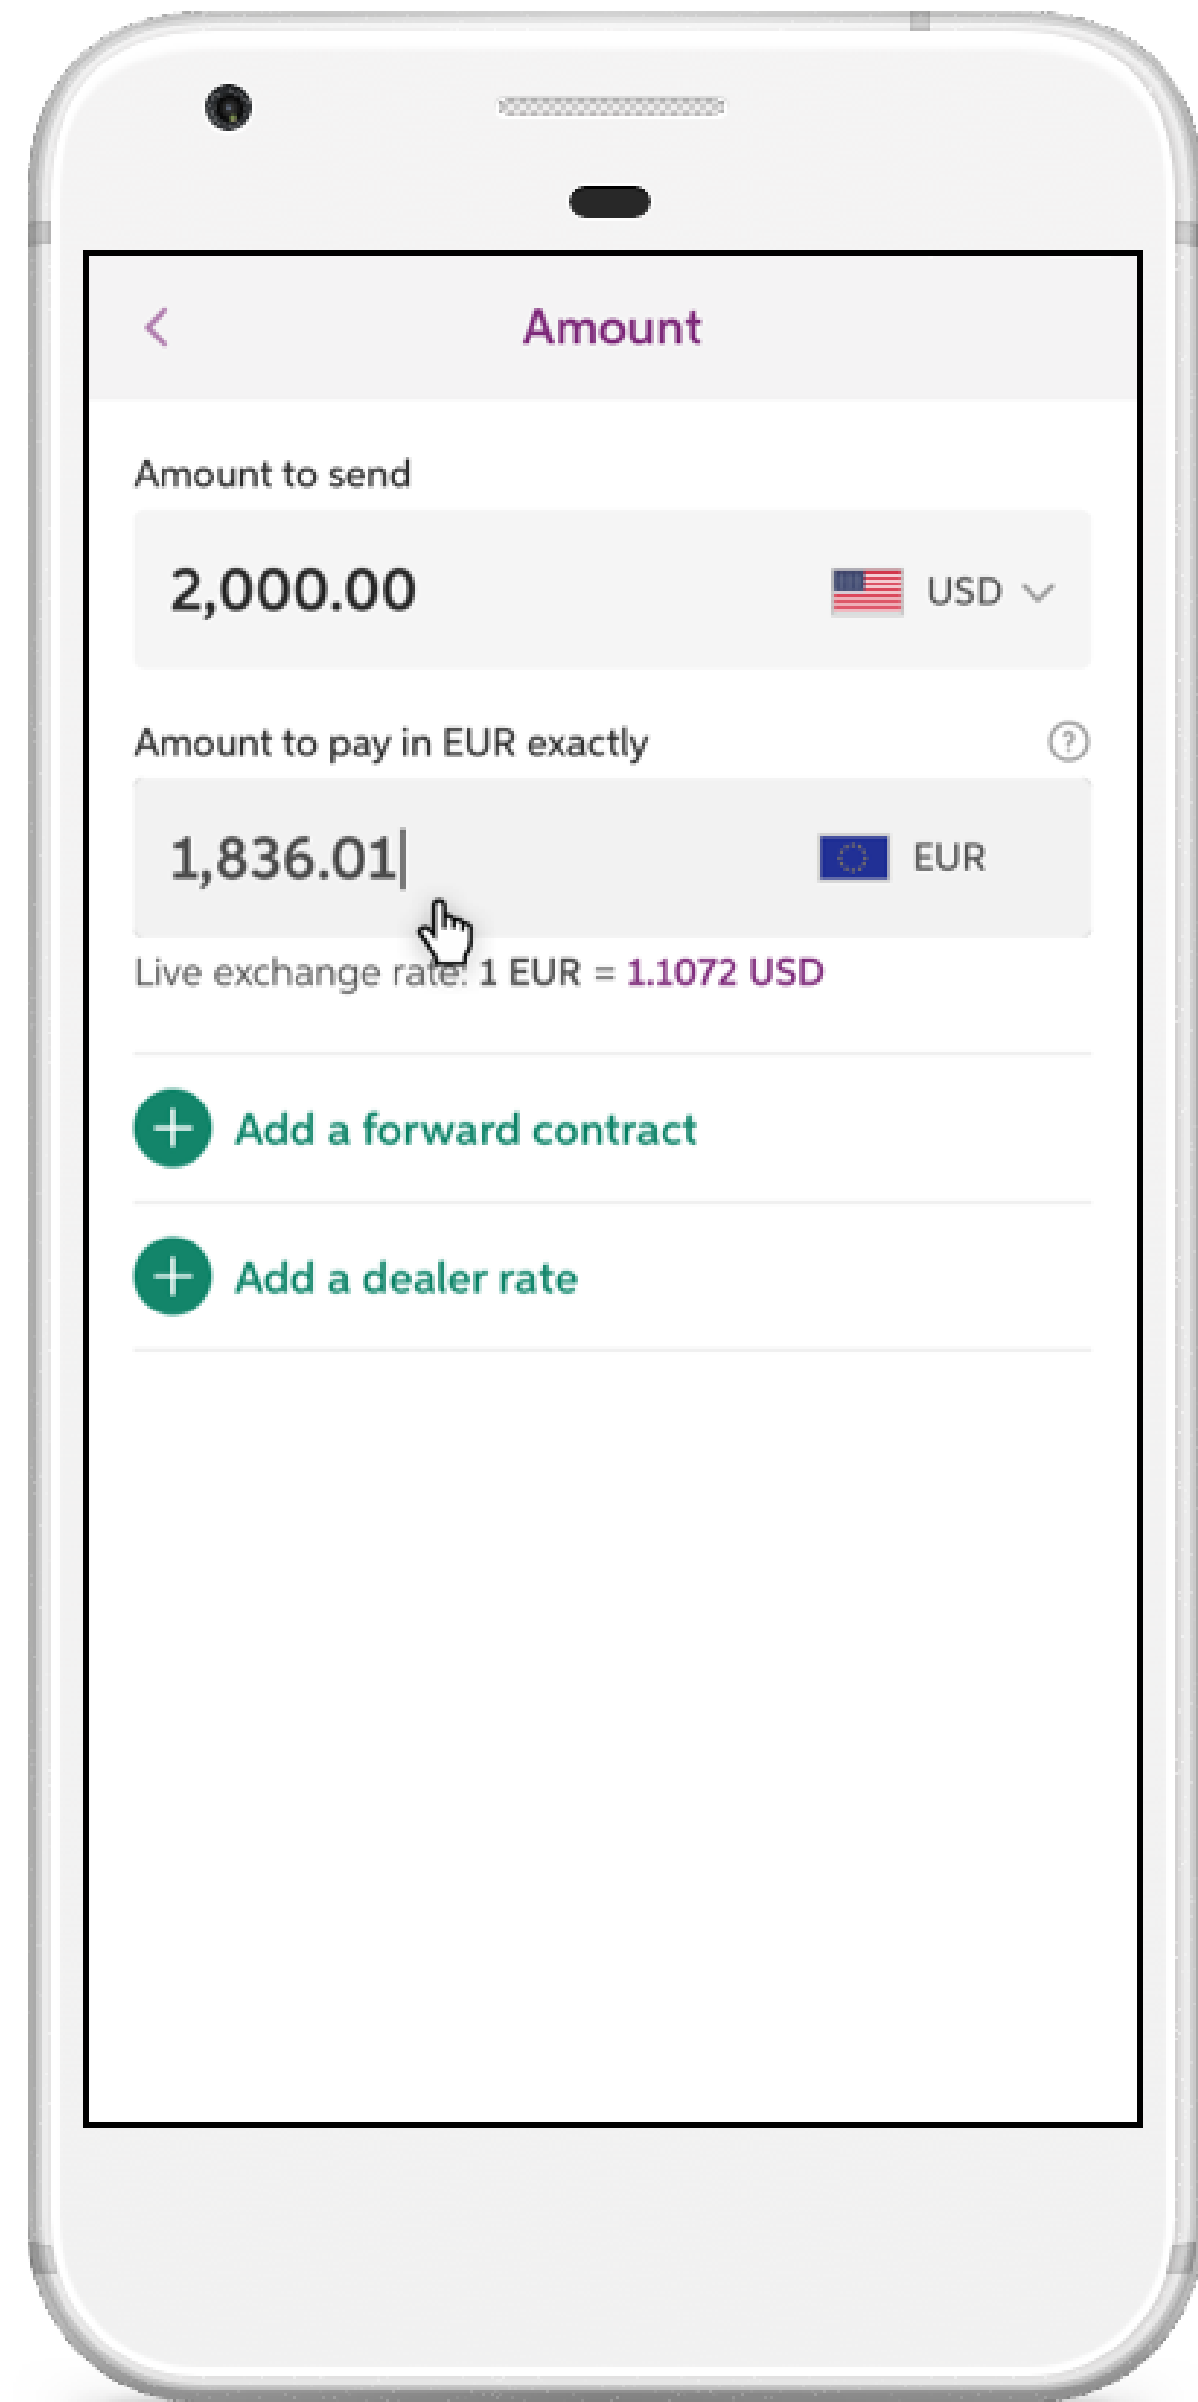 Amount
Amount to send
2,000.00 USD
Amount to pay in EUR exactly ?
1,836.01 EUR
Live exchange rate: 1 EUR = 1.1072 USD
Add a forward contract
Add a dealer rate